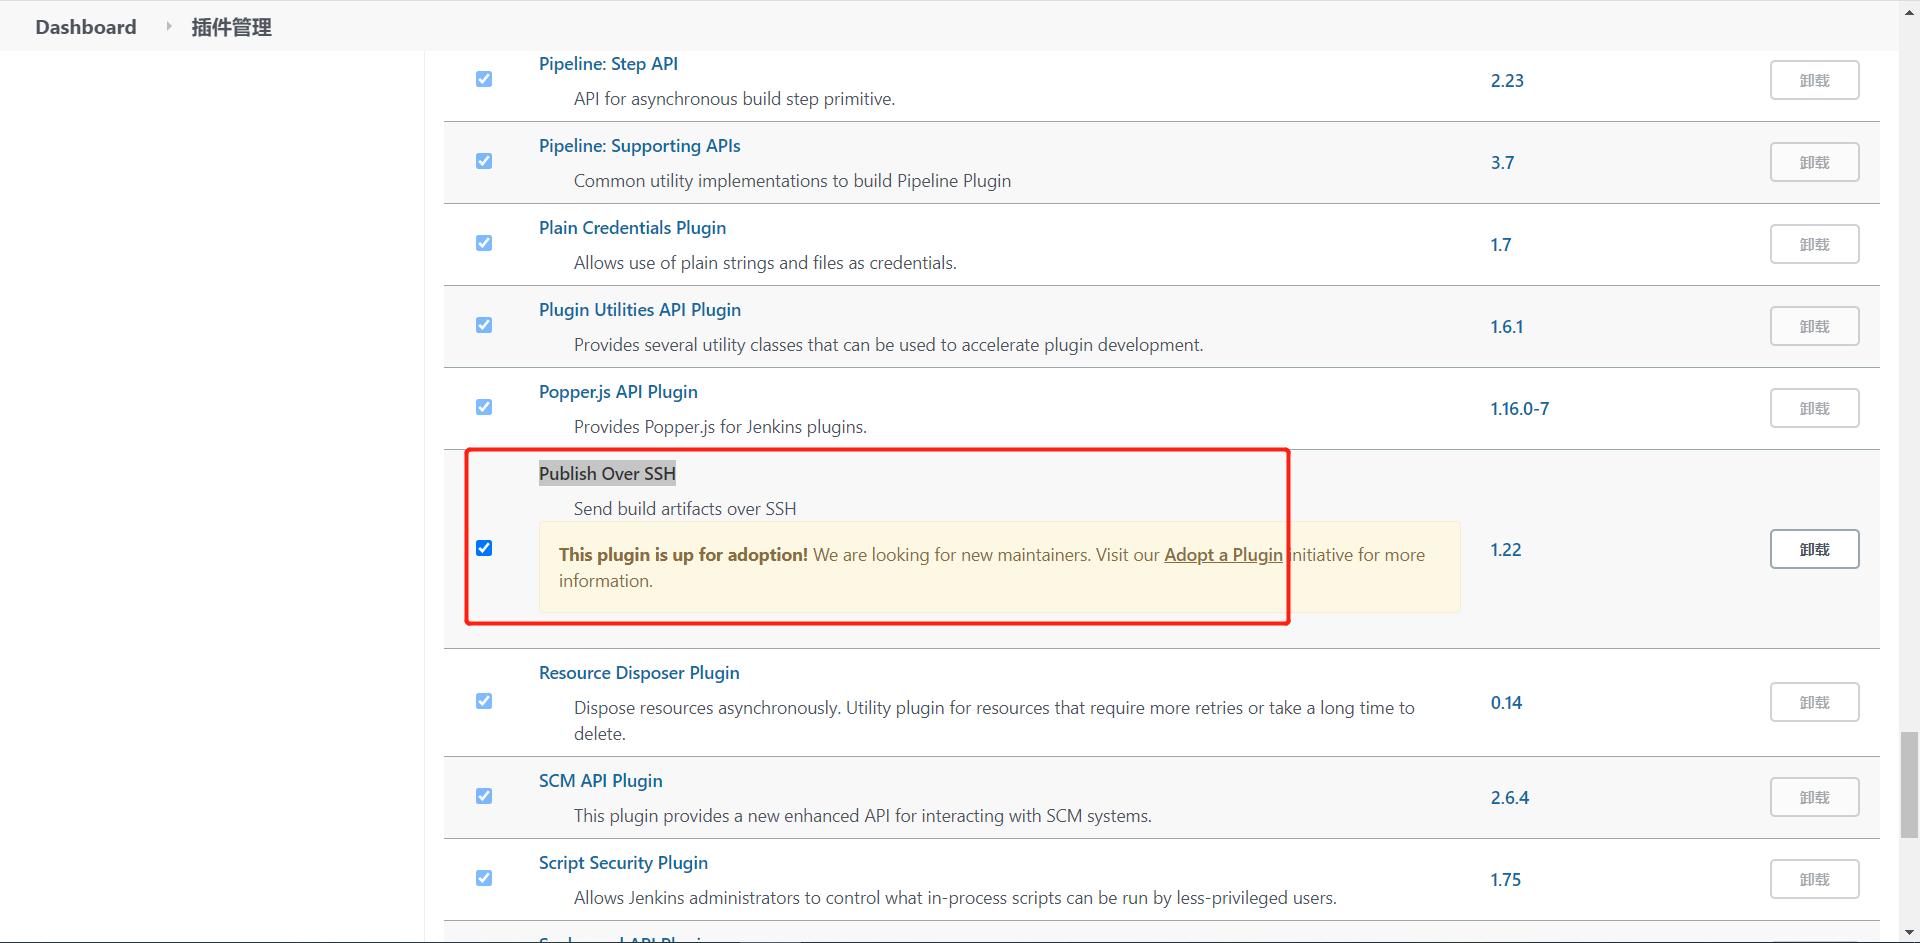 Dashboard 插件管理
Pipeline: Step API
API for asynchronous build step primitive.
2.23
卸载
Pipeline: Supporting APIs
Common utility implementations to build Pipeline Plugin
3.7
卸载
Plain Credentials Plugin
Allows use of plain strings and files as credentials.
1.7
卸载
Plugin Utilities API Plugin
Provides several utility classes that can be used to accelerate plugin development.
1.6.1
卸载
Popper.js API Plugin
Provides Popper.js for Jenkins plugins.
1.16.0-7
卸载
Publish Over SSH
Send build artifacts over SSH
This plugin is up for adoption! We are looking for new maintainers. Visit our Adopt a Plugin initiative for more
information.
1.22
卸载
Resource Disposer Plugin
Dispose resources asynchronously. Utility plugin for resources that require more retries or take a long time to
delete.
0.14
卸载
SCM API Plugin
This plugin provides a new enhanced API for interacting with SCM systems.
2.6.4
卸载
Script Security Plugin
Allows Jenkins administrators to control what in-process scripts can be run by less-privileged users.
1.75
卸载